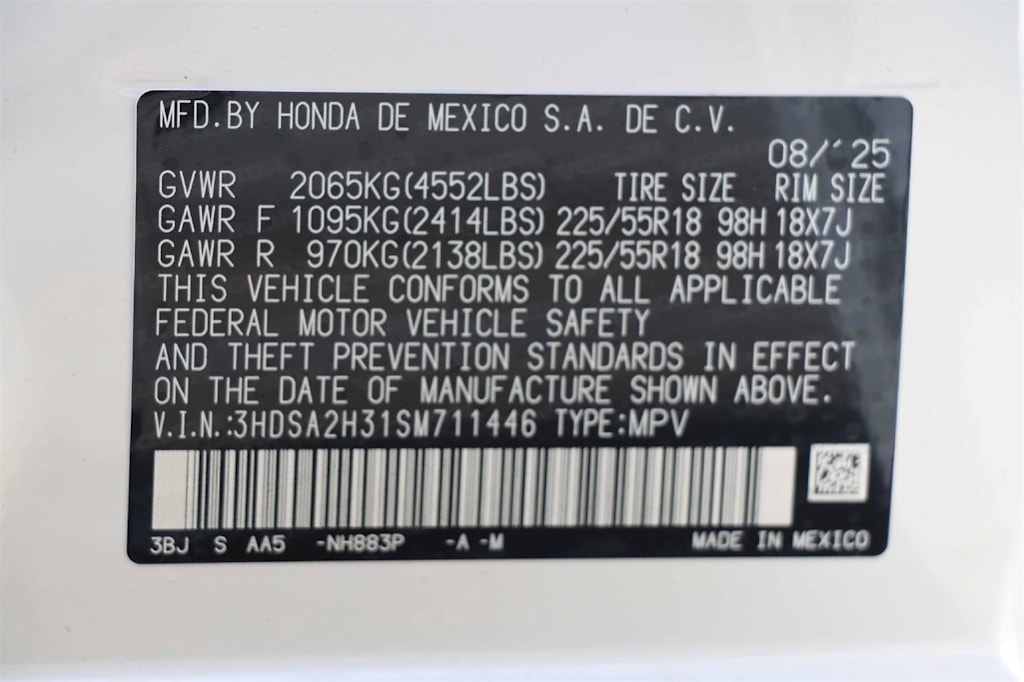 MFD.BY HONDA DE MEXICO S.A. DE C.V.
08/'25
GVWR 2065KG(4552LBS) TIRE SIZE RIM SIZE
GAWR F 1095KG(2414LBS) 225/55R18 98H 18X7J
GAWR R 970KG(2138LBS) 225/55R18 98H 18X7J
THIS VEHICLE CONFORMS TO ALL APPLICABLE
FEDERAL MOTOR VEHICLE SAFETY
AND THEFT PREVENTION STANDARDS IN EFFECT
ON THE DATE OF MANUFACTURE SHOWN ABOVE.
V.I.N.:3HDSA2H31SM711446 TYPE:MPV
3BJ S AA5 -NH883P -A -M MADE IN MEXICO